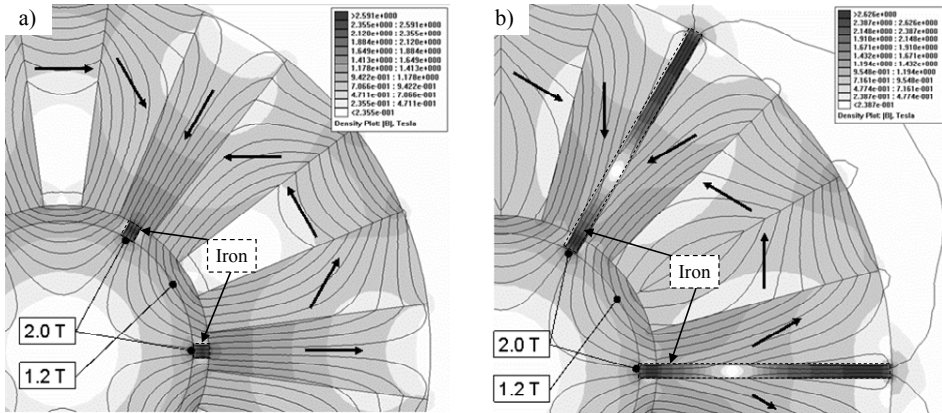 a)
>2.591e+000
2.355e+000 : 2.591e+000
2.120e+000 : 2.355e+000
1.884e+000 : 2.120e+000
1.649e+000 : 1.884e+000
1.413e+000 : 1.649e+000
1.178e+000 : 1.413e+000
9.422e-001 : 1.178e+000
7.066e-001 : 9.422e-001
4.711e-001 : 7.066e-001
2.355e-001 : 4.711e-001
<2.355e-001
Density Plot: |B|, Tesla
Iron
2.0 T
1.2 T
b)
>2.626e+000
2.387e+000 : 2.626e+000
2.148e+000 : 2.387e+000
1.910e+000 : 2.148e+000
1.671e+000 : 1.910e+000
1.432e+000 : 1.671e+000
1.194e+000 : 1.432e+000
9.548e-001 : 1.194e+000
7.161e-001 : 9.548e-001
4.774e-001 : 7.161e-001
2.387e-001 : 4.774e-001
<2.387e-001
Density Plot: |B|, Tesla
Iron
2.0 T
1.2 T